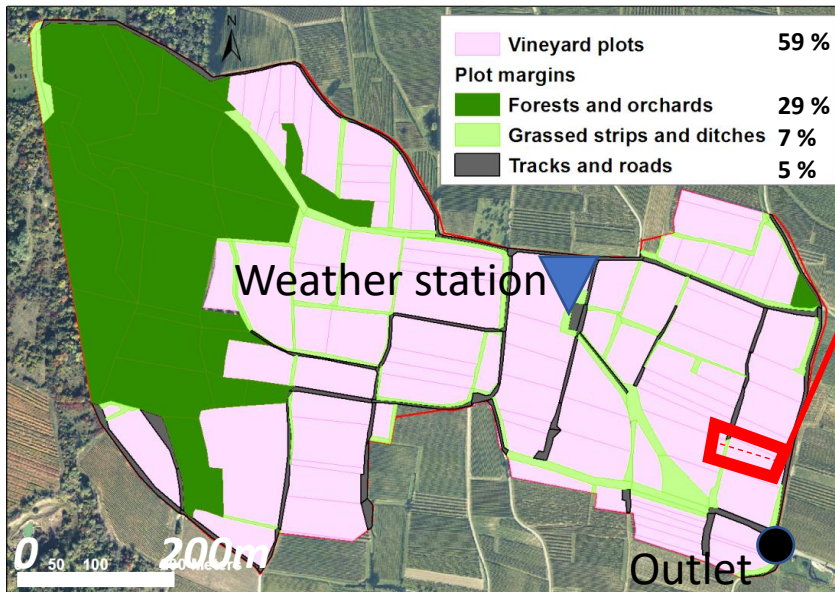 N
Vineyard plots 59 %
Plot margins
Forests and orchards 29 %
Grassed strips and ditches 7 %
Tracks and roads 5 %
Weather station
0 50 100 200m
Outlet